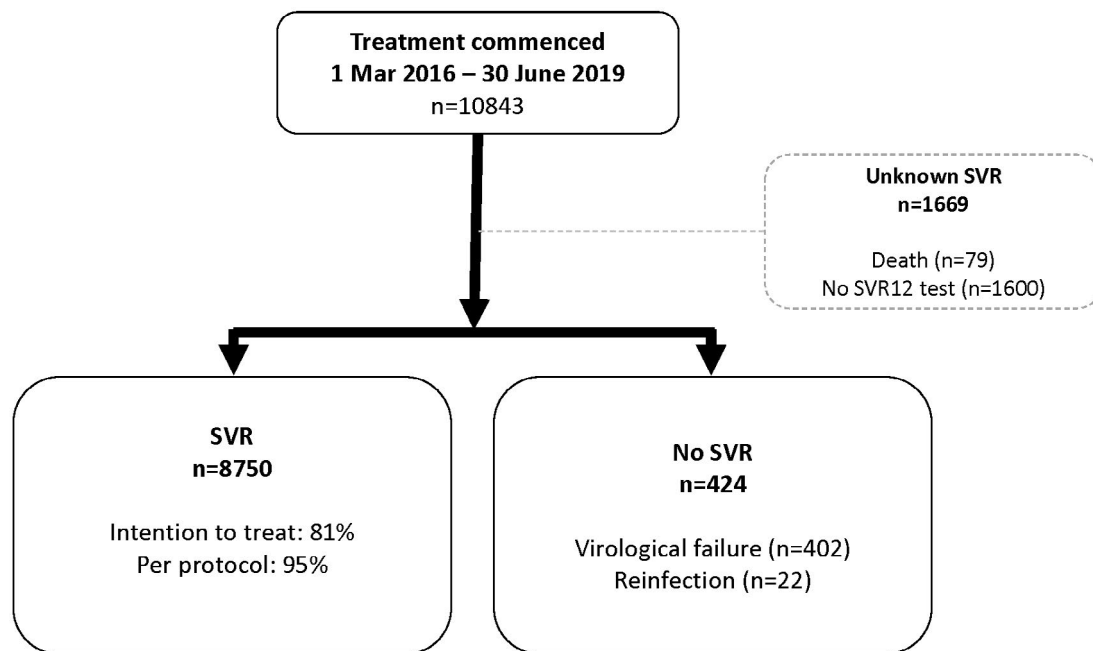 Treatment commenced
1 Mar 2016 – 30 June 2019
n=10843
Unknown SVR
n=1669
Death (n=79)
No SVR12 test (n=1600)
SVR
n=8750
Intention to treat: 81%
Per protocol: 95%
No SVR
n=424
Virological failure (n=402)
Reinfection (n=22)